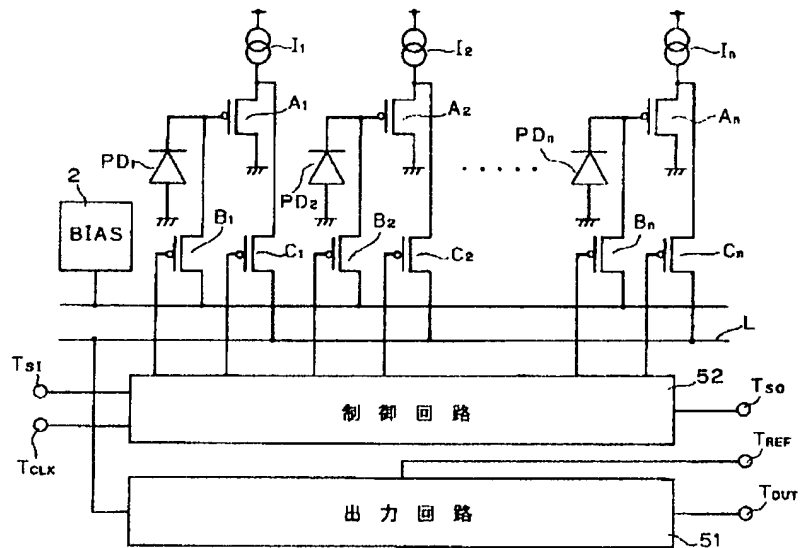 I1
I2
In
A1
A2
An
PD1
PD2
PDn
2
BIAS
B1
C1
B2
C2
Bn
Cn
L
TSI
52
TSO
制御回路
TCLK
TREF
出力回路
TOUT
51